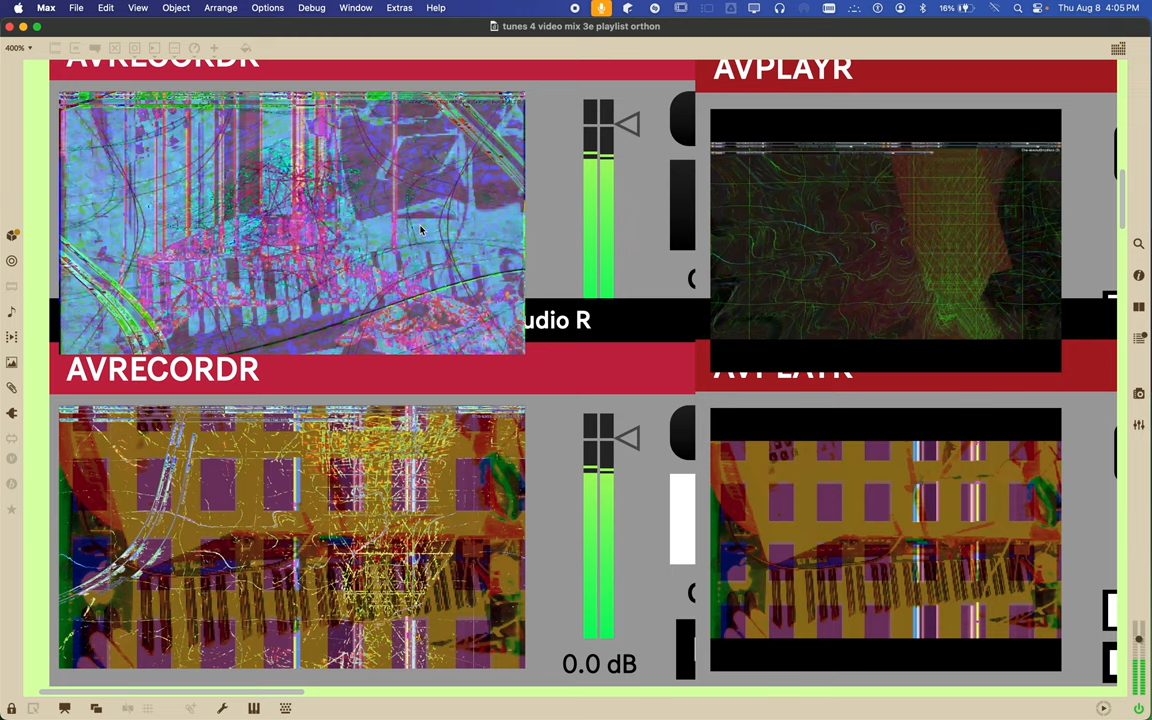 Max File Edit View Object Arrange Options Debug Window Extras Help 16% Thu Aug 8 4:05 PM
tunes 4 video mix 3e playlist orthon
400%
AVRECORDR AVPLAYR
udio R
AVRECORDR AVPLAYR
0.0 dB